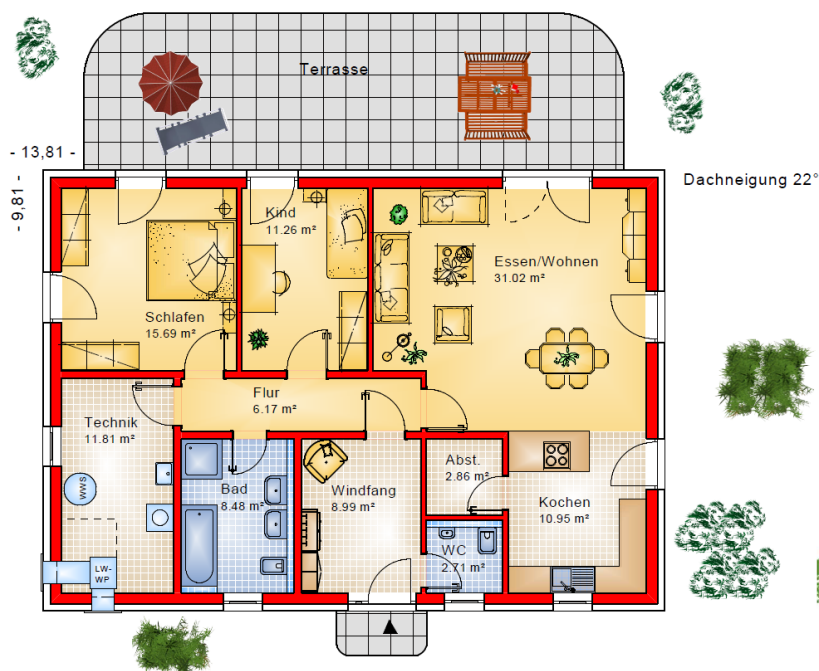 Terrasse
- 13,81 -
- 9,81 -
Dachneigung 22°
Kind
11.26 m²
Essen/Wohnen
31.02 m²
Schlafen
15.69 m²
Flur
6.17 m²
Technik
11.81 m²
WWS
Bad
8.48 m²
Windfang
8.99 m²
Abst.
2.86 m²
Kochen
10.95 m²
WC
2.71 m²
LW-
WP